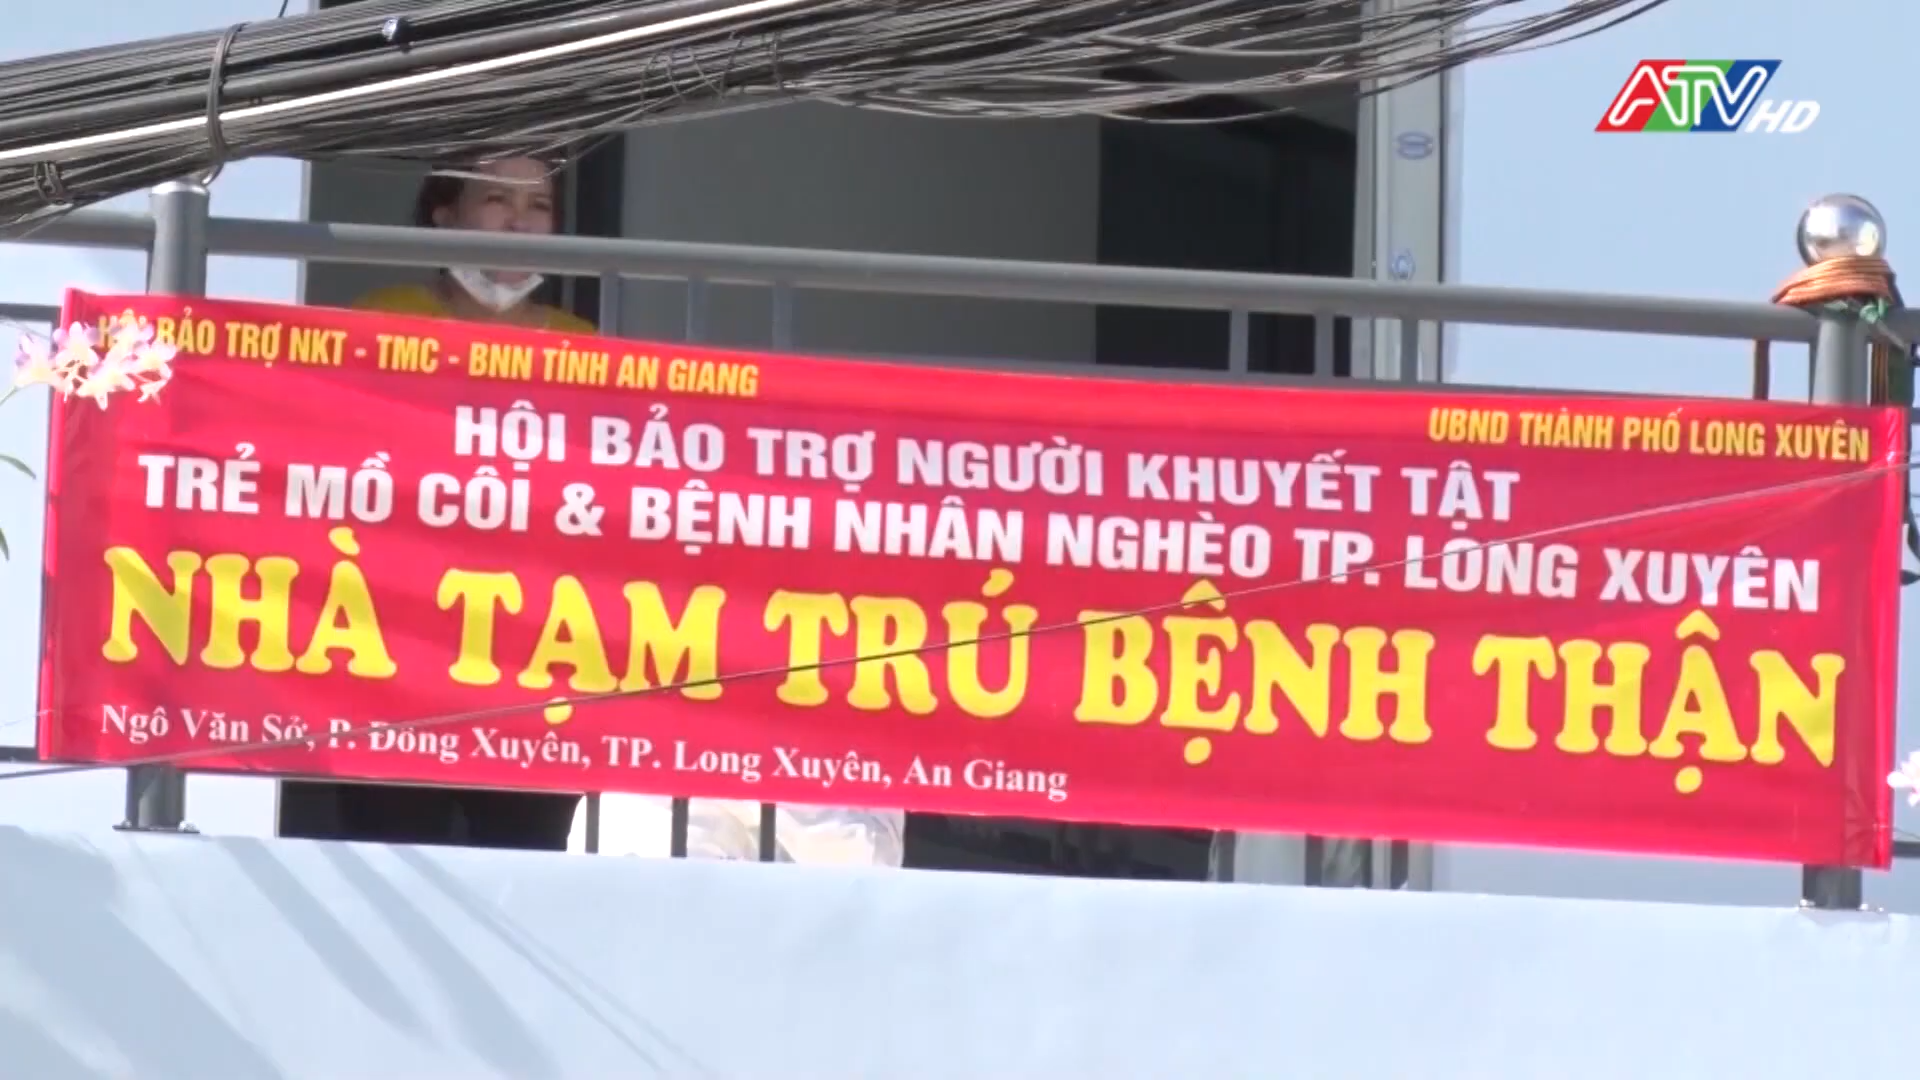 ATV HD
HỘI BẢO TRỢ NKT - TMC - BNN TỈNH AN GIANG
UBND THÀNH PHỐ LONG XUYÊN
HỘI BẢO TRỢ NGƯỜI KHUYẾT TẬT
TRẺ MỒ CÔI & BỆNH NHÂN NGHÈO TP. LONG XUYÊN
NHÀ TẠM TRÚ BỆNH THẬN
Ngô Văn Sở, P. Đông Xuyên, TP. Long Xuyên, An Giang